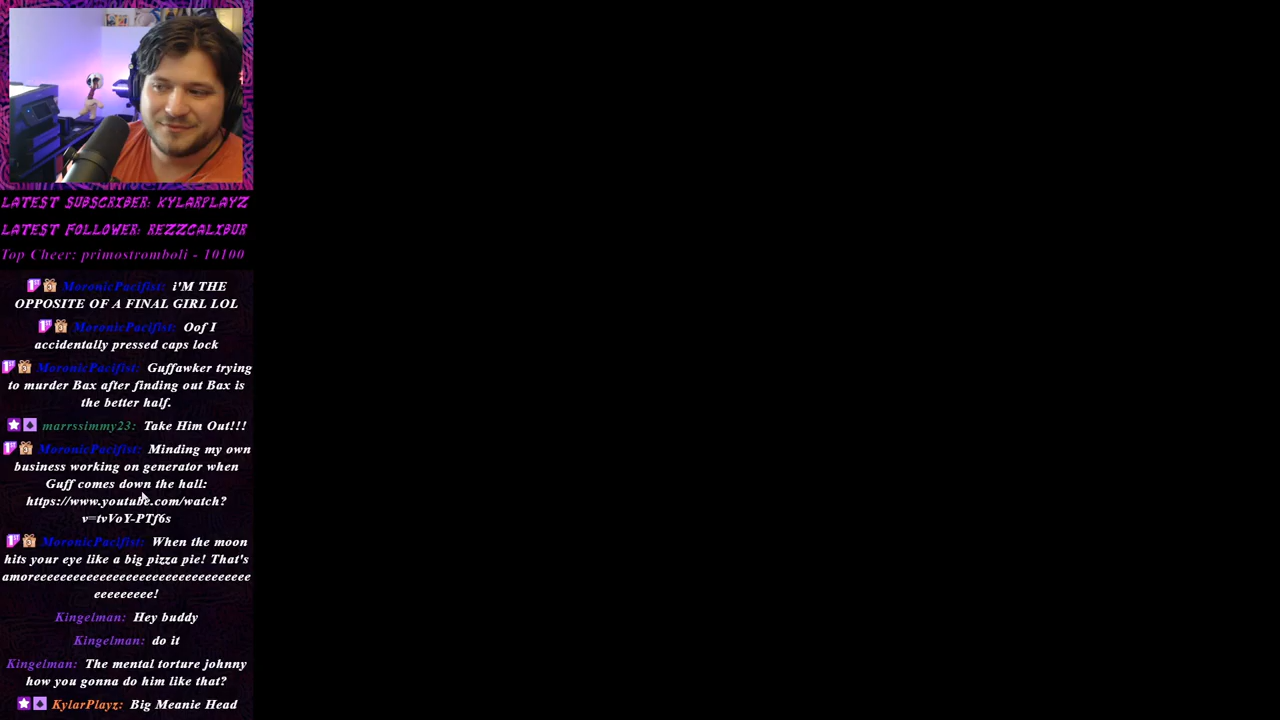 LATEST SUBSCRIBER: KYLARPLAYZ
LATEST FOLLOWER: REZZCALIBUR
Top Cheer: primostromboli - 10100
MoronicPacifist: i'M THE
OPPOSITE OF A FINAL GIRL LOL
MoronicPacifist: Oof I
accidentally pressed caps lock
MoronicPacifist: Guffawker trying
to murder Bax after finding out Bax is
the better half.
marrssimmy23: Take Him Out!!!
MoronicPacifist: Minding my own
business working on generator when
Guff comes down the hall:
https://www.youtube.com/watch?
v=tvVoY-PTf6s
MoronicPacifist: When the moon
hits your eye like a big pizza pie! That's
amoreeeeeeeeeeeeeeeeeeeeeeeeeeeeeeeee
eeeeeeeee!
Kingelman: Hey buddy
Kingelman: do it
Kingelman: The mental torture johnny
how you gonna do him like that?
KylarPlayz: Big Meanie Head